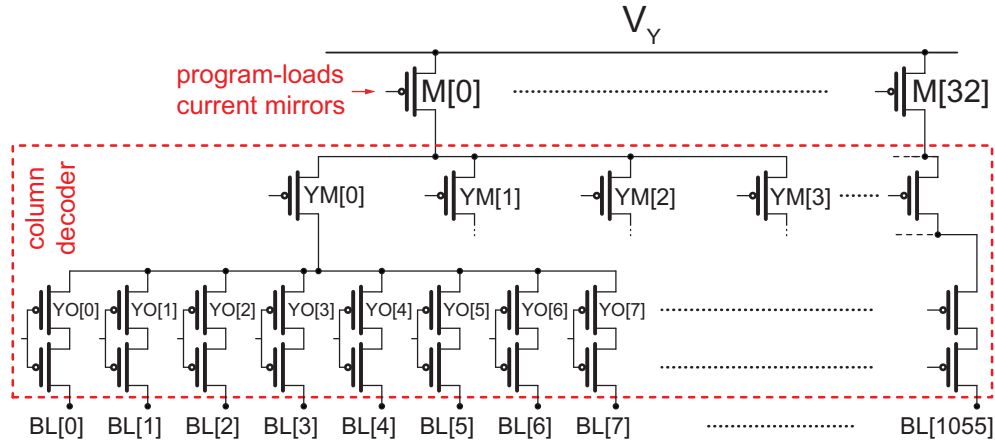 V_Y
program-loads
current mirrors
M[0]
M[32]
column
decoder
YM[0]
YM[1]
YM[2]
YM[3]
YO[0] YO[1] YO[2] YO[3] YO[4] YO[5] YO[6] YO[7]
BL[0] BL[1] BL[2] BL[3] BL[4] BL[5] BL[6] BL[7] BL[1055]